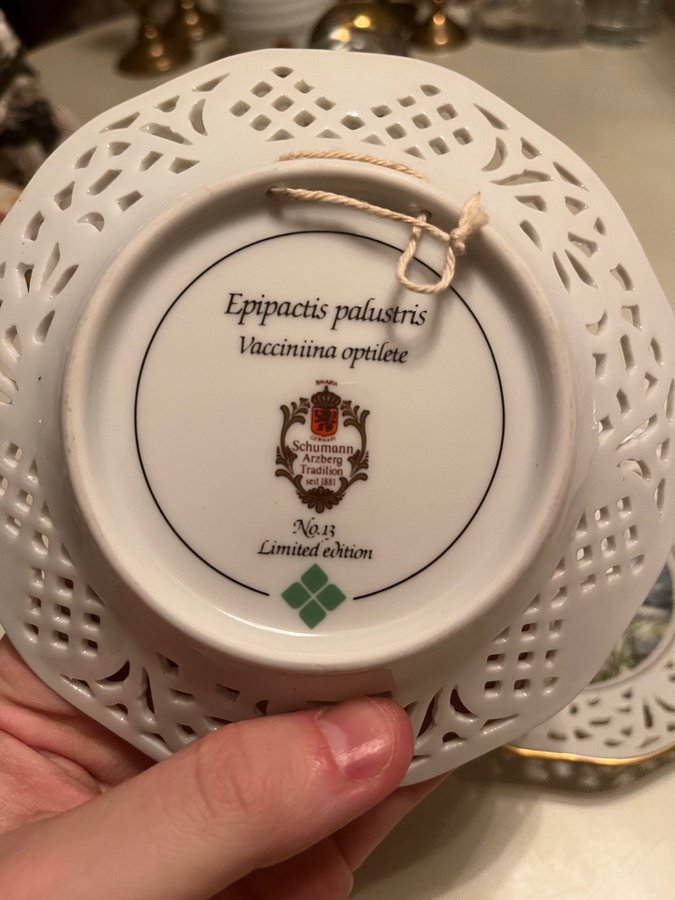 Epipactis palustris
Vacciniina optilete
BAVARIA
GERMANY
Schumann
Arzberg
Tradition
seit 1881
No.13
Limited edition